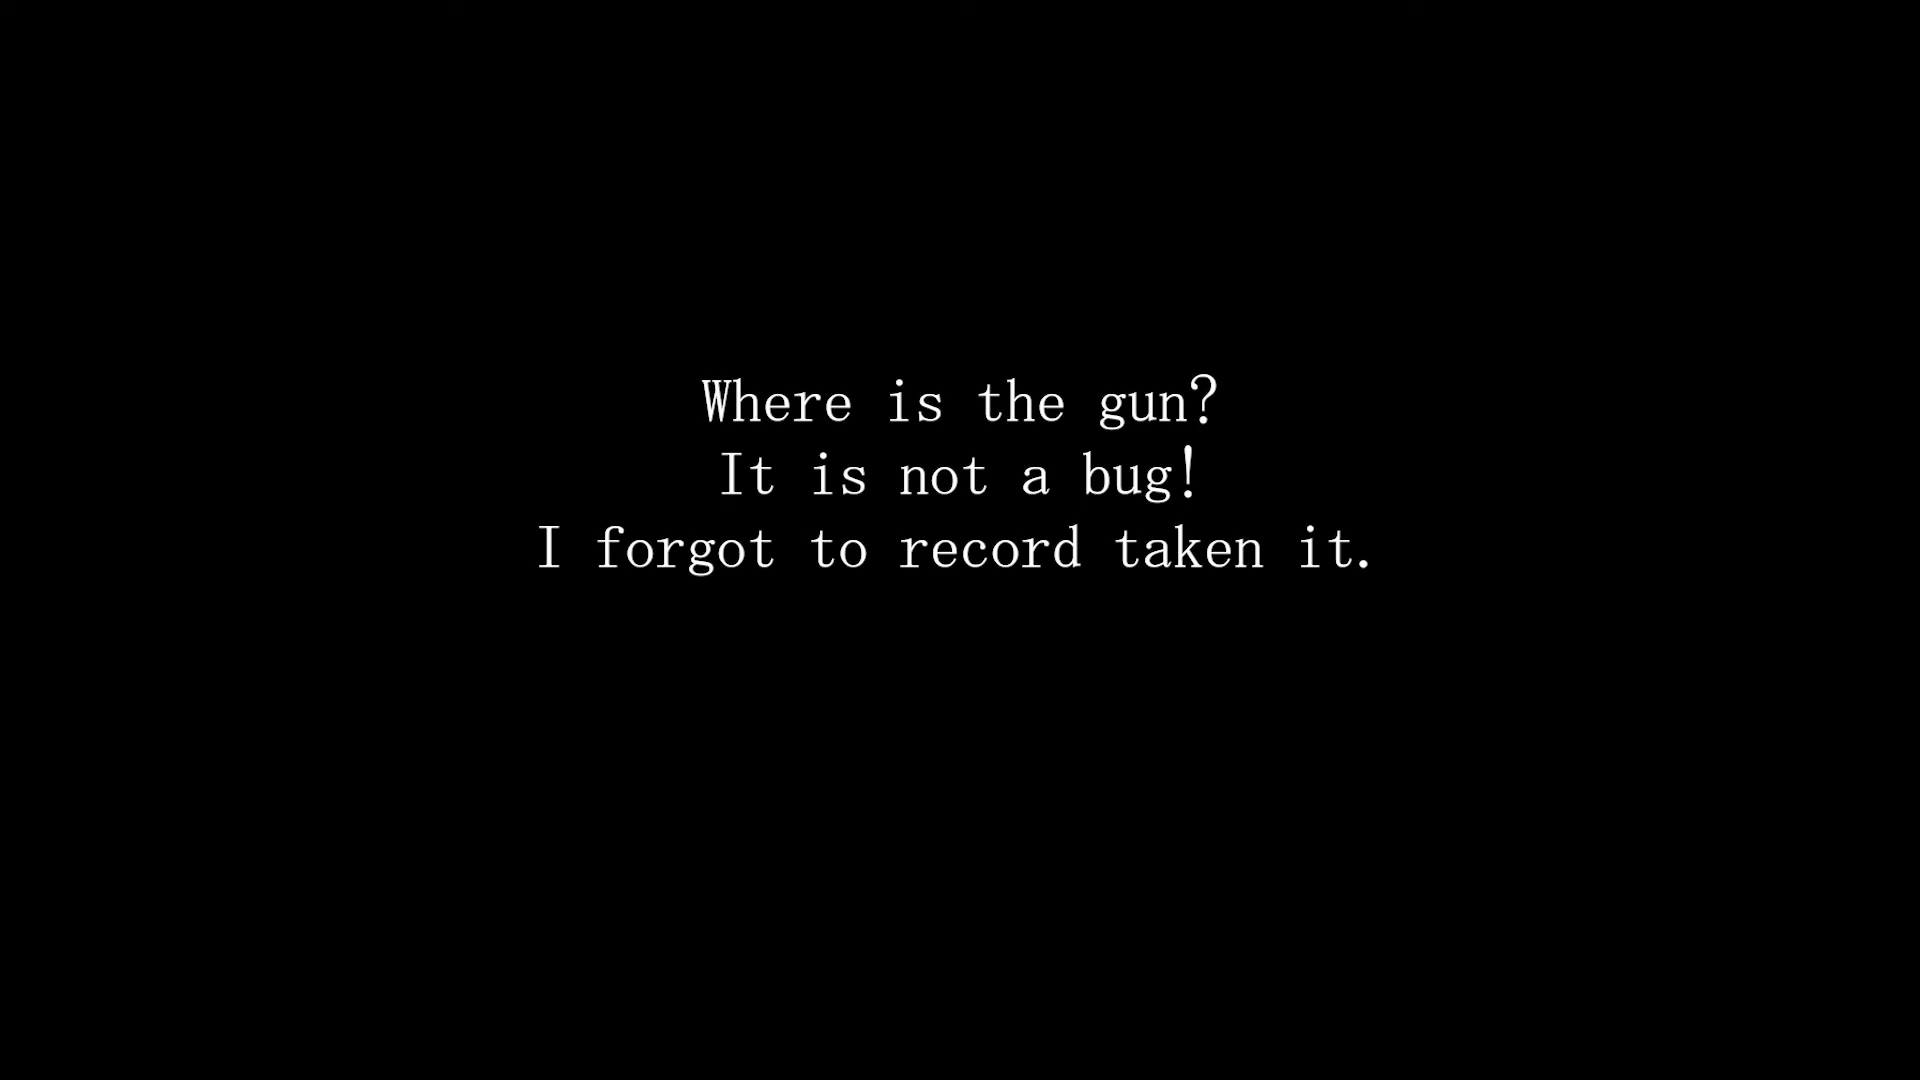 Where is the gun?
It is not a bug!
I forgot to record taken it.